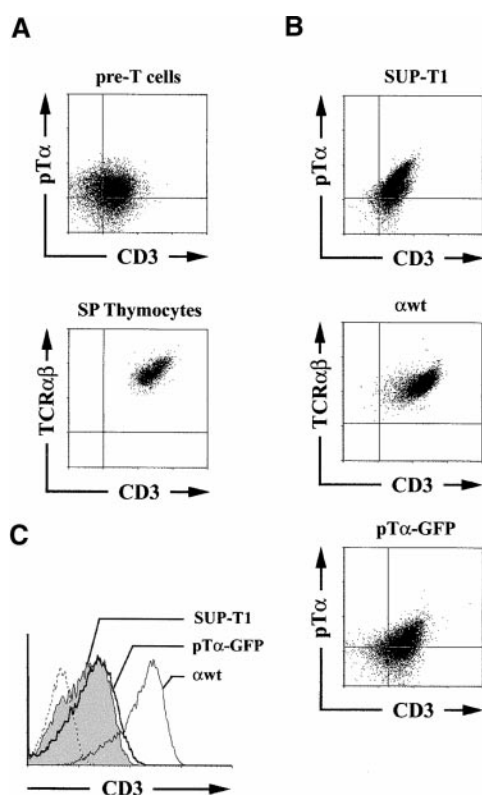 A
pre-T cells
pTα
CD3
SP Thymocytes
TCRαβ
CD3
B
SUP-T1
pTα
CD3
αwt
TCRαβ
CD3
pTα-GFP
pTα
CD3
C
SUP-T1
pTα-GFP
αwt
CD3